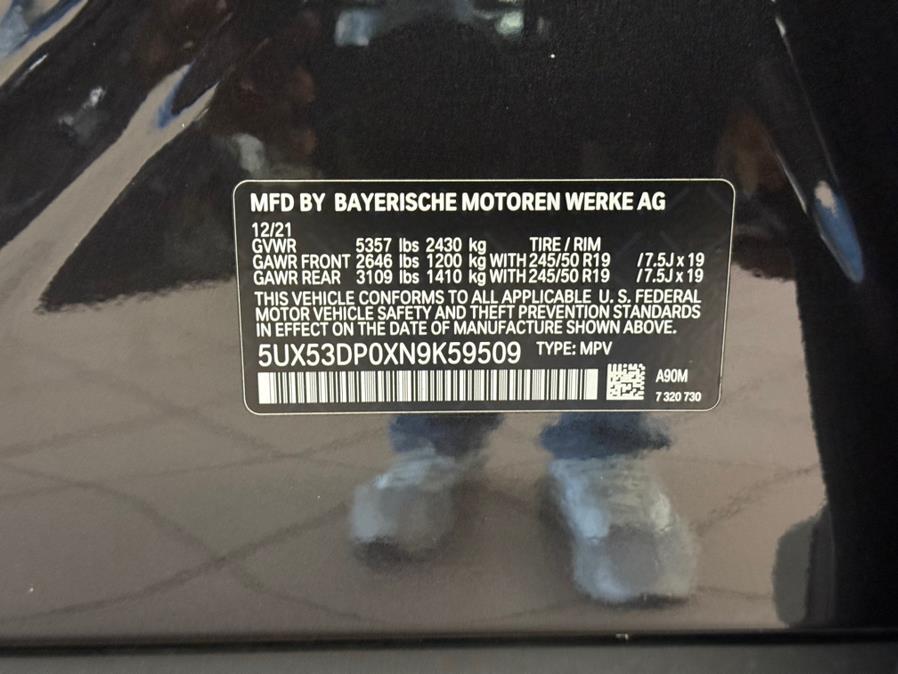 MFD BY BAYERISCHE MOTOREN WERKE AG
12/21
GVWR 5357 lbs 2430 kg TIRE / RIM
GAWR FRONT 2646 lbs 1200 kg WITH 245/50 R19 /7.5J x 19
GAWR REAR 3109 lbs 1410 kg WITH 245/50 R19 /7.5J x 19
THIS VEHICLE CONFORMS TO ALL APPLICABLE U. S. FEDERAL
MOTOR VEHICLE SAFETY AND THEFT PREVENTION STANDARDS
IN EFFECT ON THE DATE OF MANUFACTURE SHOWN ABOVE.
5UX53DP0XN9K59509 TYPE: MPV
A90M
7 320 730